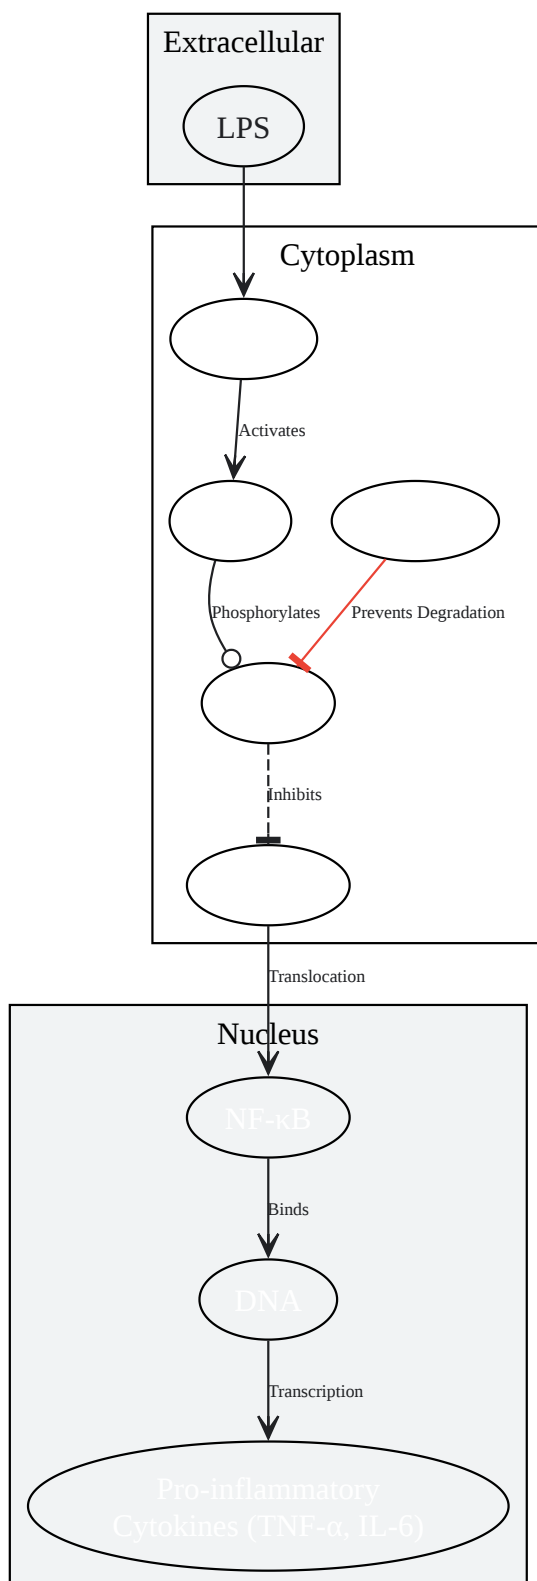 Extracellular
LPS
Cytoplasm
Activates
Phosphorylates
Prevents Degradation
Inhibits
Translocation
Nucleus
NF-κB
Binds
DNA
Transcription
Pro-inflammatory
Cytokines (TNF-α, IL-6)